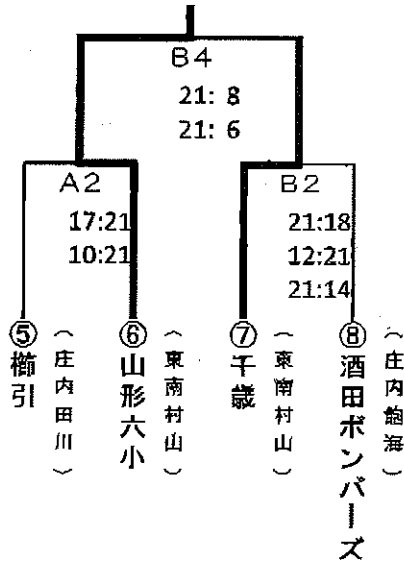 B4
21: 8
21: 6
A2
17:21
10:21
B2
21:18
12:21
21:14
⑤
櫛引
（庄内田川）
⑥
山形六小
（東南村山）
⑦
千歳
（東南村山）
⑧
酒田ボンバーズ
（庄内飽海）